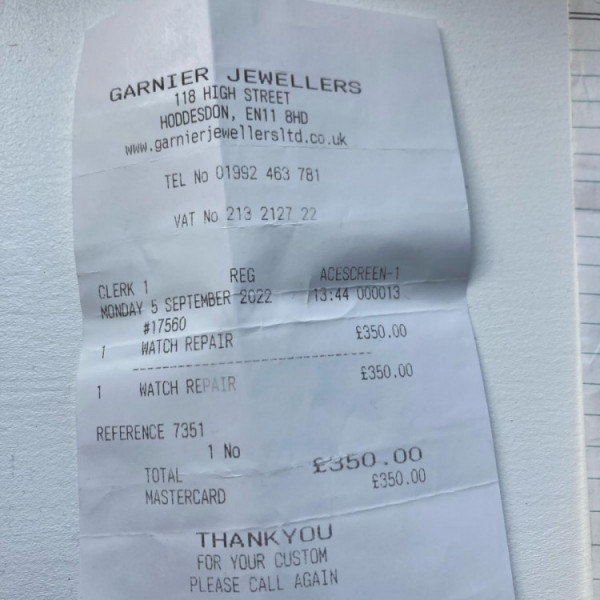 GARNIER JEWELLERS
118 HIGH STREET
HODDESDON, EN11 8HD
www.garnierjewellersltd.co.uk
TEL No 01992 463 781
VAT No 213 2127 22
CLERK 1 REG ACESCREEN-1
MONDAY 5 SEPTEMBER 2022 13:44 000013
#17560
1 WATCH REPAIR £350.00
--------------------------------
1 WATCH REPAIR £350.00
REFERENCE 7351
1 No
TOTAL £350.00
MASTERCARD £350.00
THANKYOU
FOR YOUR CUSTOM
PLEASE CALL AGAIN